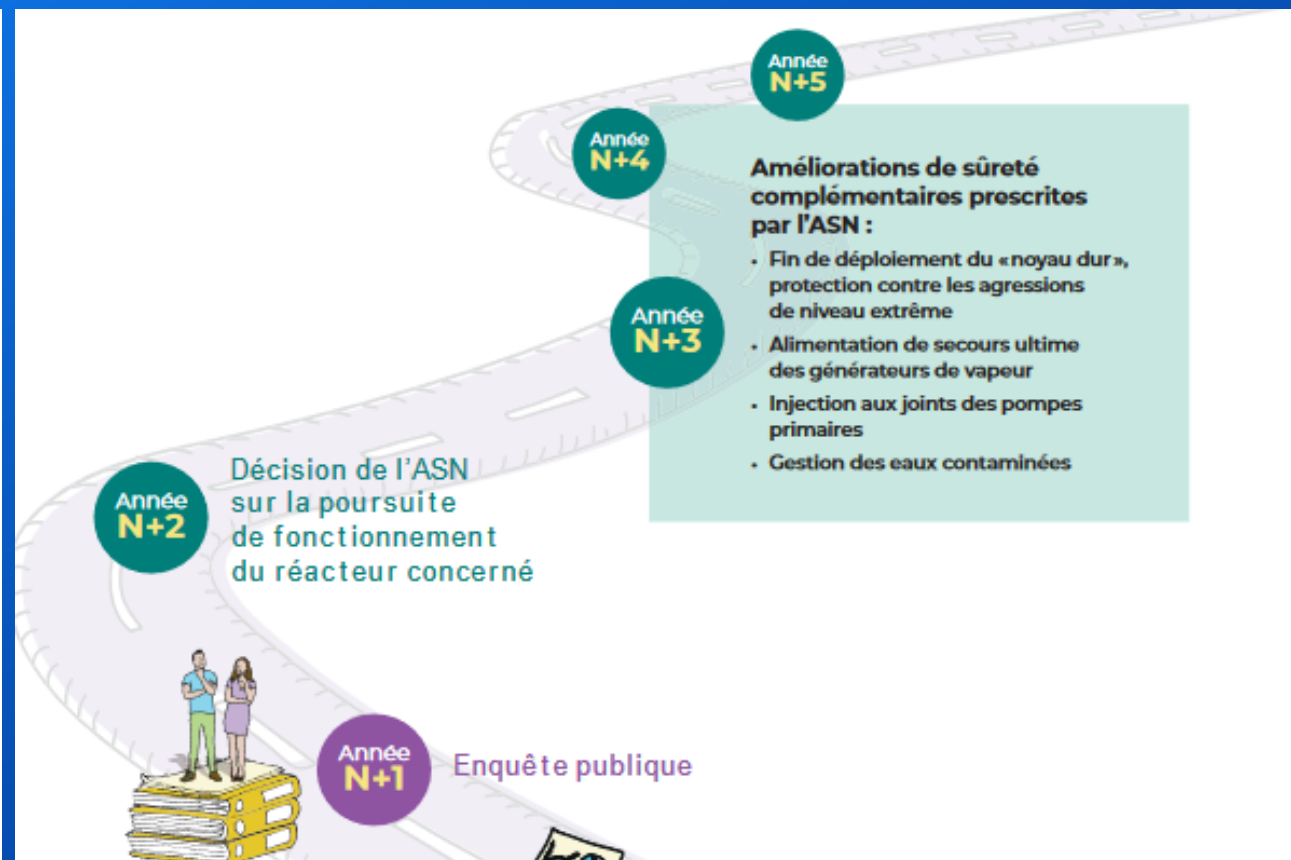 Année
N+5
Année
N+4
Améliorations de sûreté
complémentaires prescrites
par l'ASN :
• Fin de déploiement du «noyau dur»,
protection contre les agressions
de niveau extrême
• Alimentation de secours ultime
des générateurs de vapeur
• Injection aux joints des pompes
primaires
• Gestion des eaux contaminées
Année
N+3
Année
N+2
Décision de l'ASN
sur la poursuite
de fonctionnement
du réacteur concerné
Année
N+1
Enquête publique